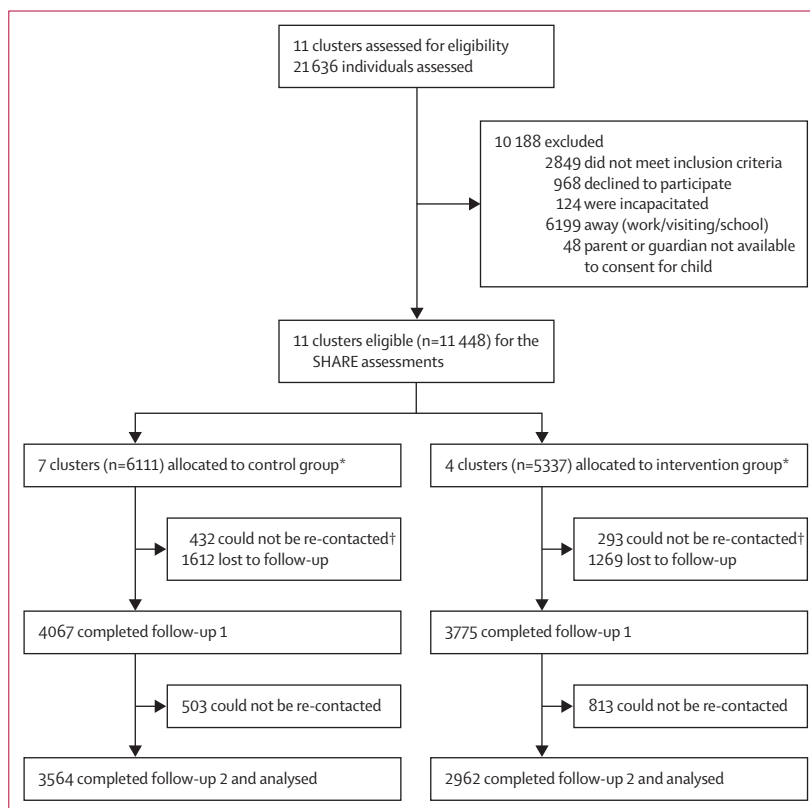 11 clusters assessed for eligibility
21 636 individuals assessed
10 188 excluded
2849 did not meet inclusion criteria
968 declined to participate
124 were incapacitated
6199 away (work/visiting/school)
48 parent or guardian not available
to consent for child
11 clusters eligible (n=11 448) for the
SHARE assessments
7 clusters (n=6111) allocated to control group*
4 clusters (n=5337) allocated to intervention group*
432 could not be re-contacted†
1612 lost to follow-up
293 could not be re-contacted†
1269 lost to follow-up
4067 completed follow-up 1
3775 completed follow-up 1
503 could not be re-contacted
813 could not be re-contacted
3564 completed follow-up 2 and analysed
2962 completed follow-up 2 and analysed